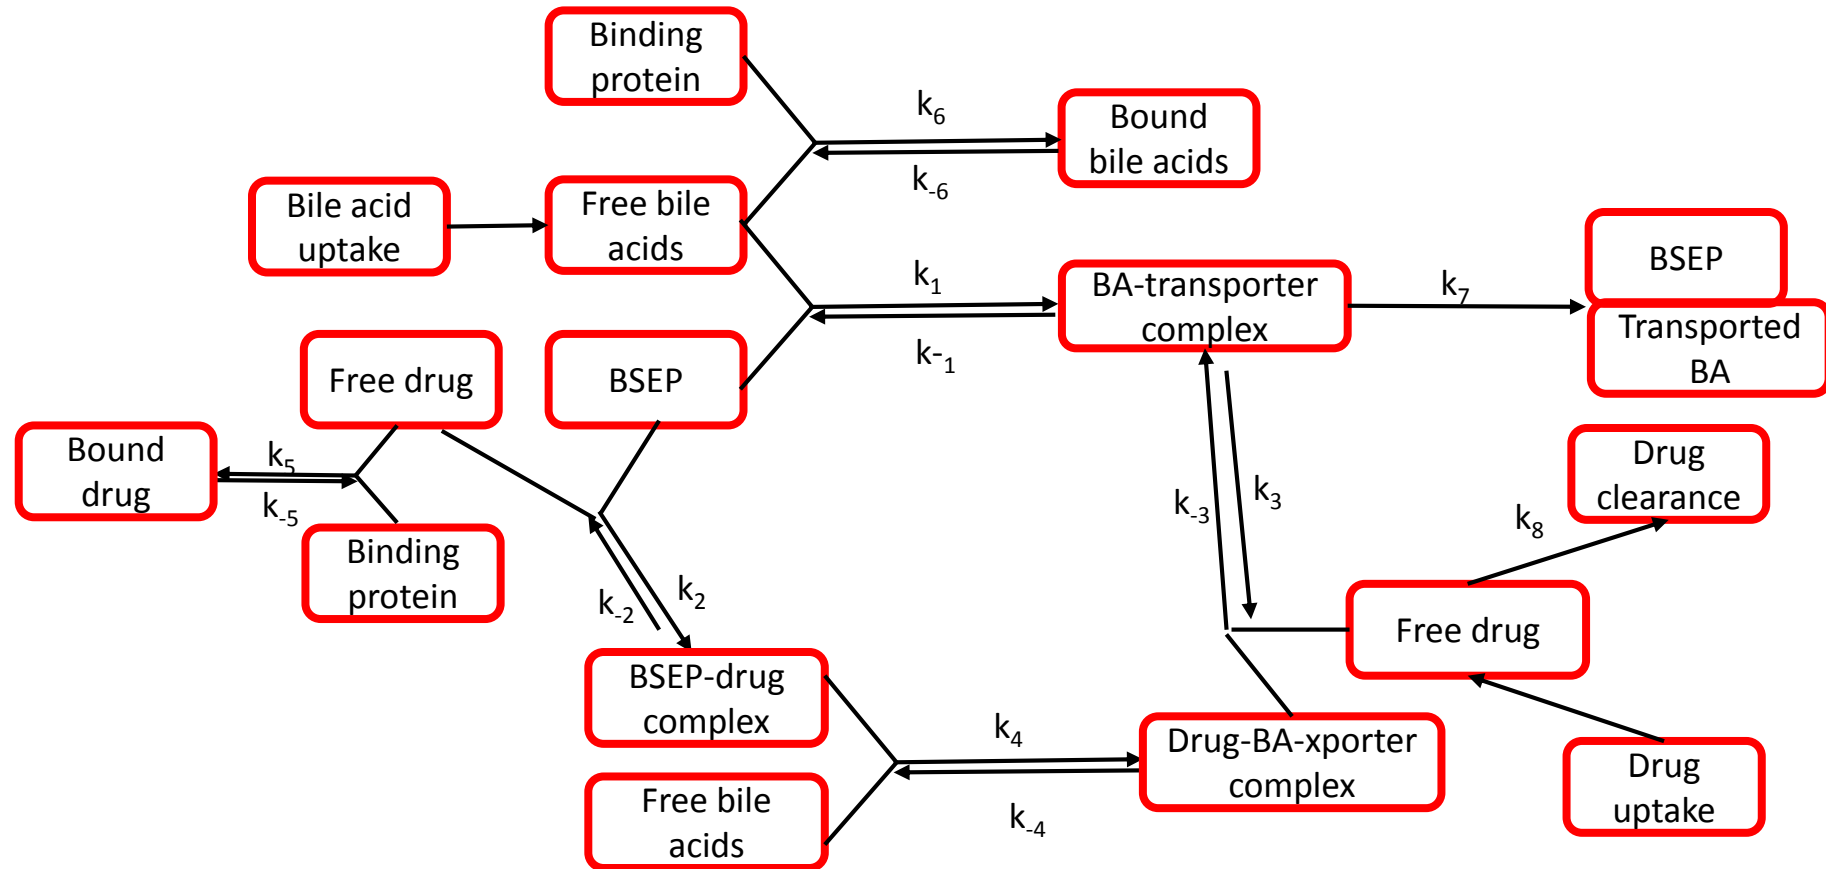 Binding
protein
k6
Bound
bile acids
k-6
Bile acid
uptake
Free bile
acids
BSEP
k1
BA-transporter
complex
k7
Transported
BA
k-1
Free drug
BSEP
Bound
drug
k5
k-5
Drug
clearance
k-3
k3
k8
Binding
protein
k-2
k2
Free drug
BSEP-drug
complex
k4
Drug-BA-xporter
complex
Drug
uptake
Free bile
acids
k-4